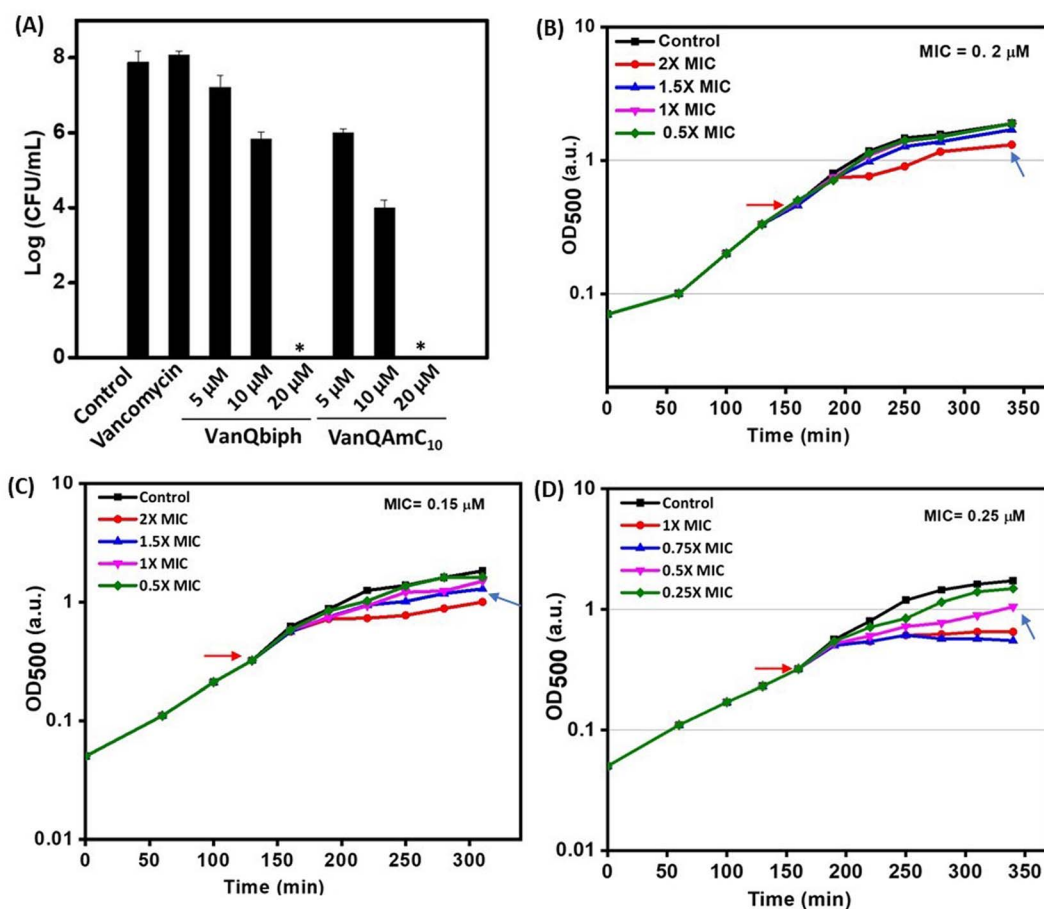 (A)
Log (CFU/mL)
8
6
4
2
0
*
*
Control
Vancomycin
5 µM
10 µM
20 µM
5 µM
10 µM
20 µM
VanQbiph
VanQAmC10
(B)
Control
2X MIC
1.5X MIC
1X MIC
0.5X MIC
MIC = 0. 2 µM
OD500 (a.u.)
10
1
0.1
0 50 100 150 200 250 300 350
Time (min)
(C)
Control
2X MIC
1.5X MIC
1X MIC
0.5X MIC
MIC = 0.15 µM
OD500 (a.u.)
10
1
0.1
0.01
0 50 100 150 200 250 300
Time (min)
(D)
Control
1X MIC
0.75X MIC
0.5X MIC
0.25X MIC
MIC= 0.25 µM
OD500 (a.u.)
10
1
0.1
0.01
0 50 100 150 200 250 300 350
Time (min)